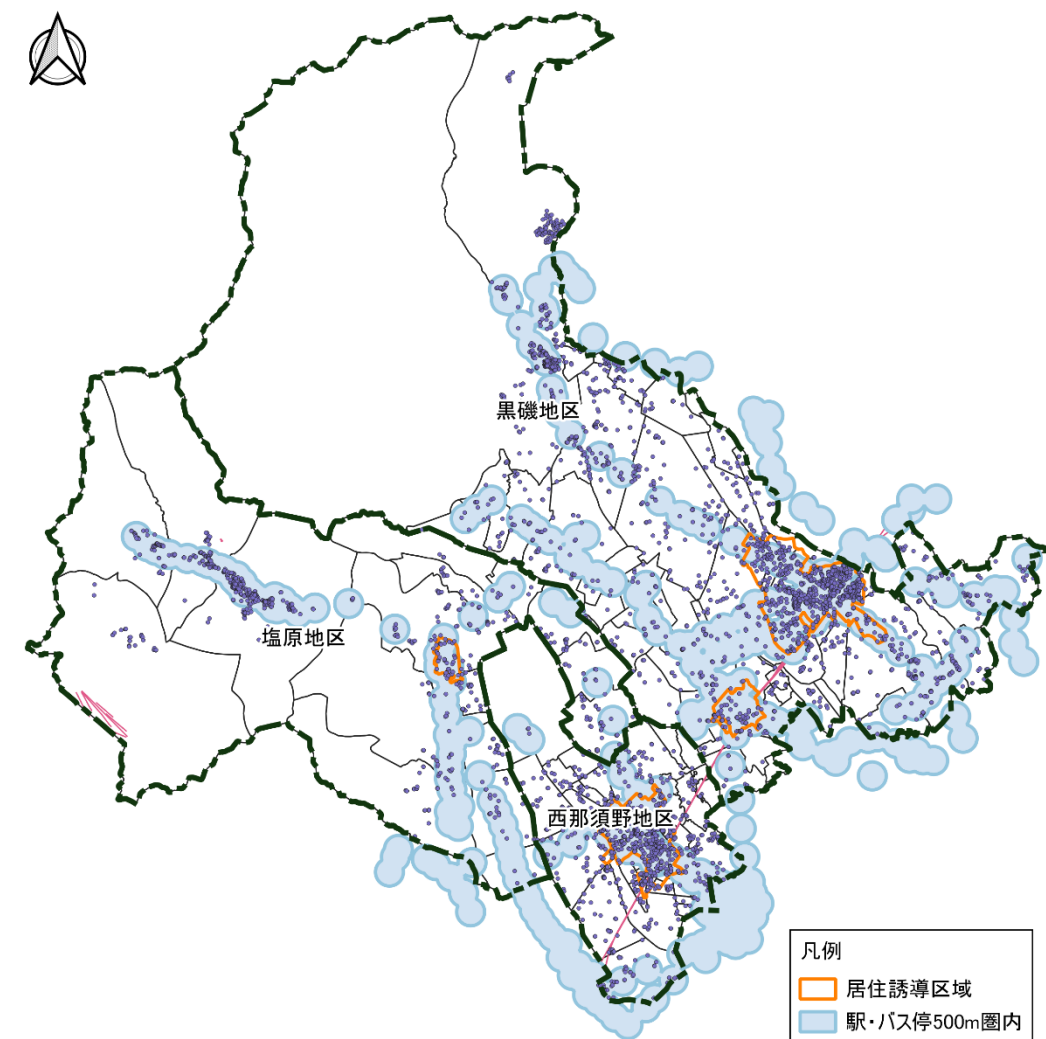 黒磯地区
塩原地区
西那須野地区
凡例
居住誘導区域
駅・バス停500m圏内